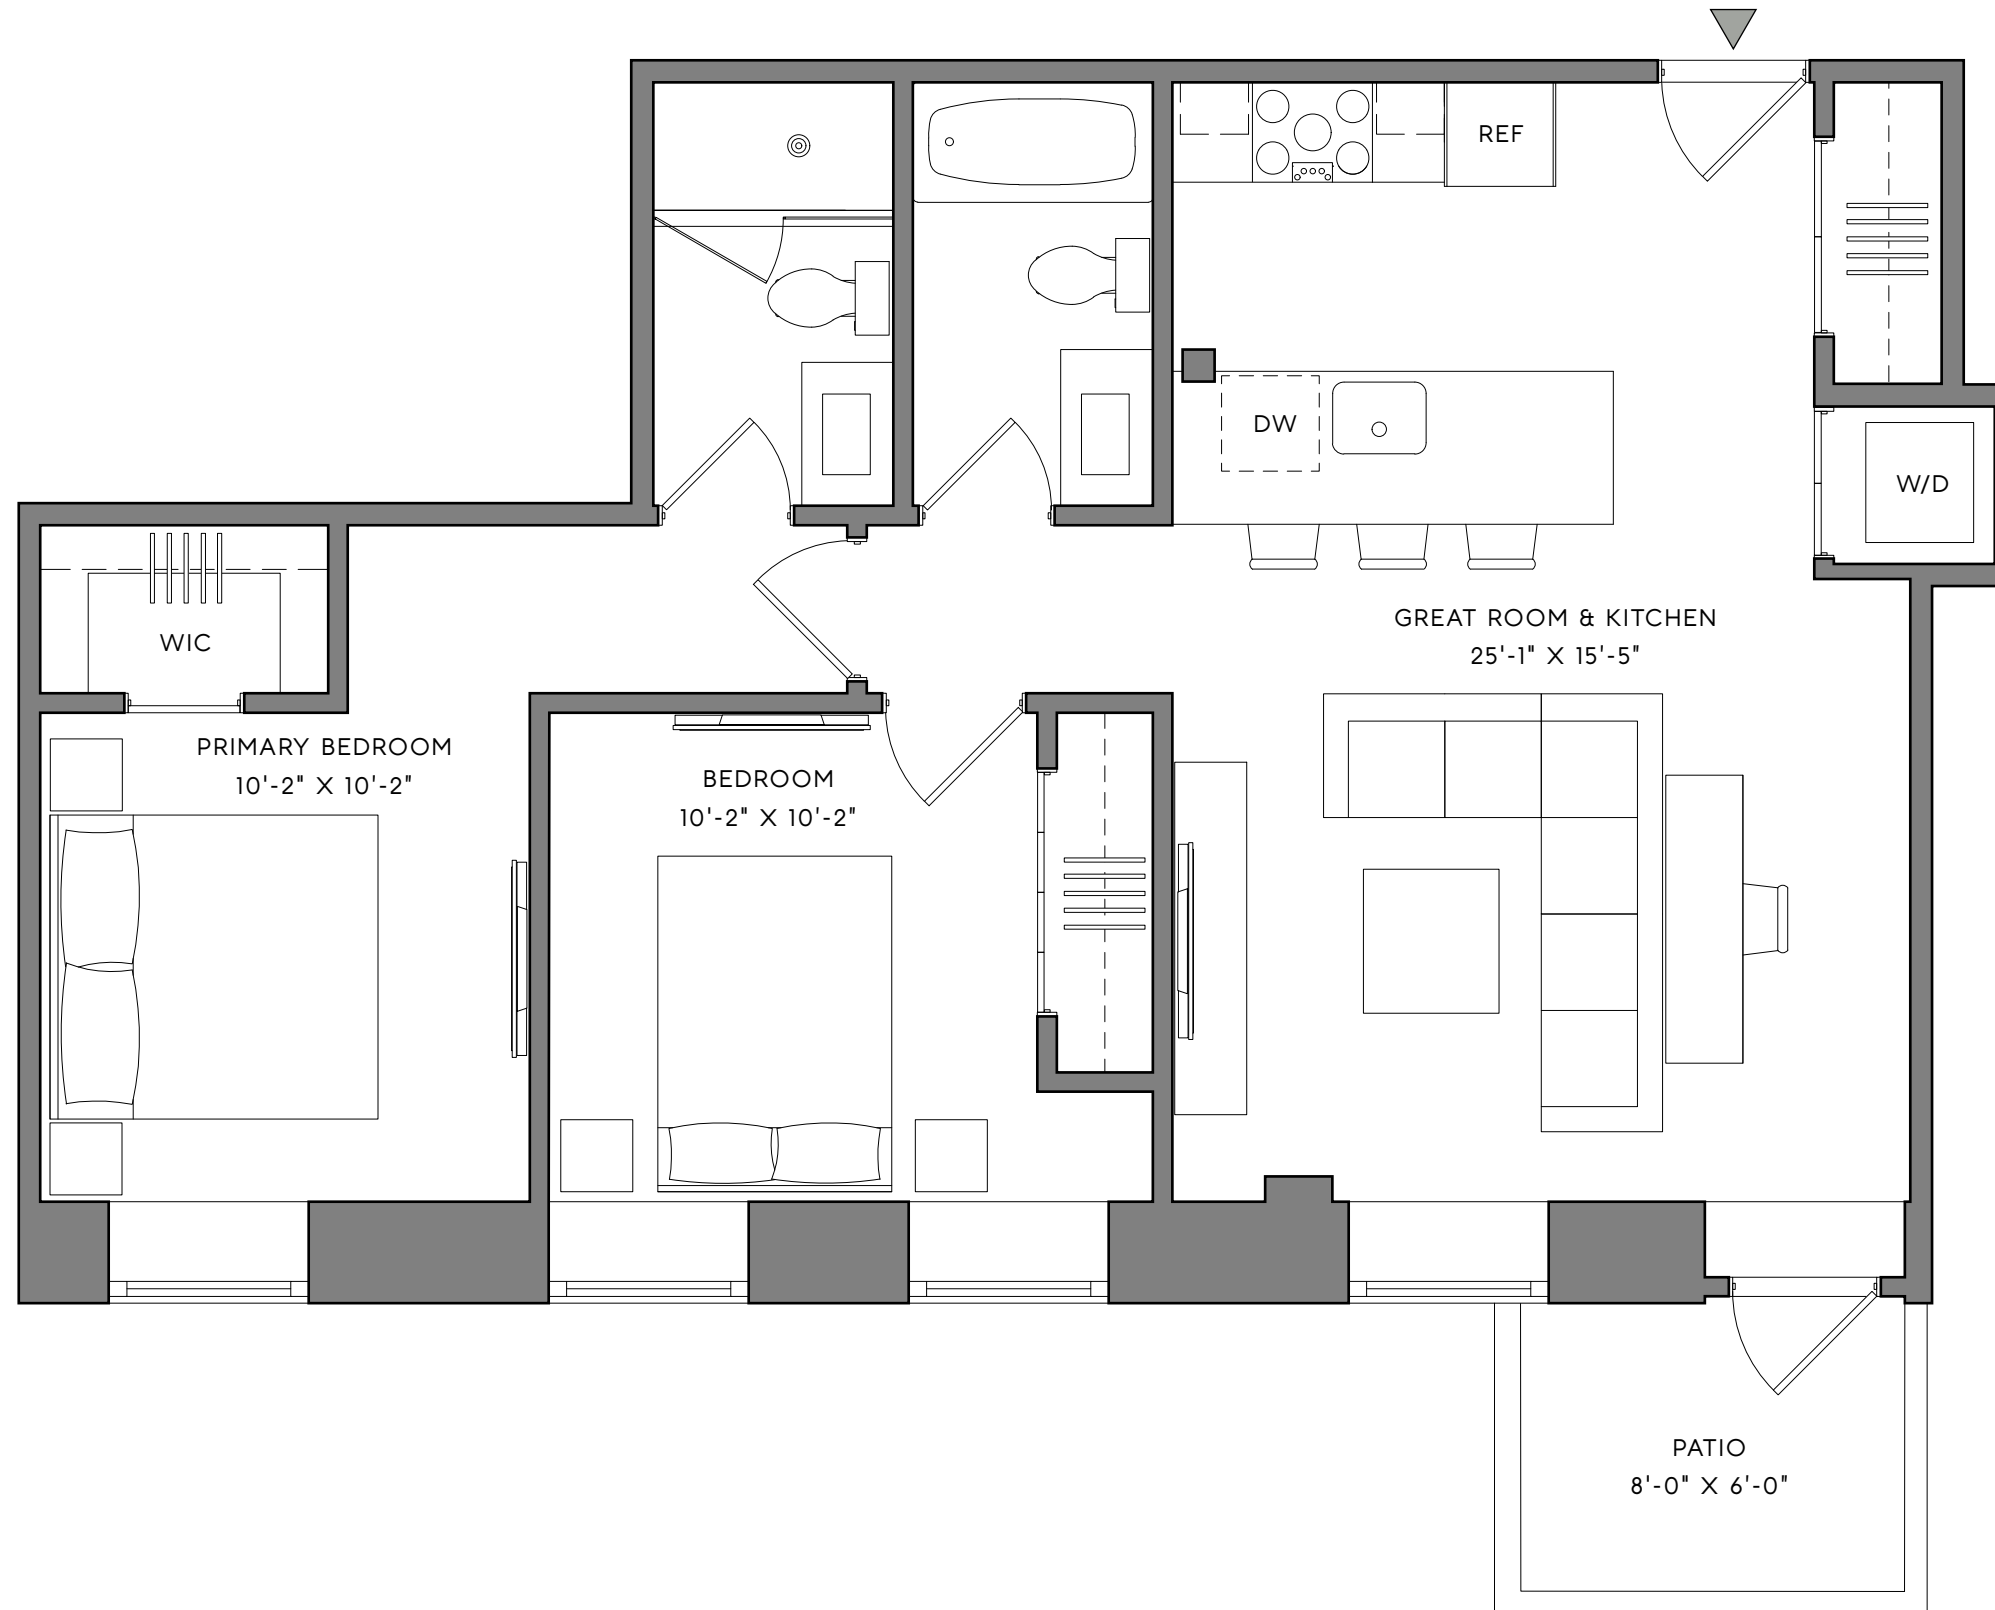 REF
DW
W/D
GREAT ROOM & KITCHEN
25'-1" X 15'-5"
WIC
PRIMARY BEDROOM
10'-2" X 10'-2"
BEDROOM
10'-2" X 10'-2"
PATIO
8'-0" X 6'-0"